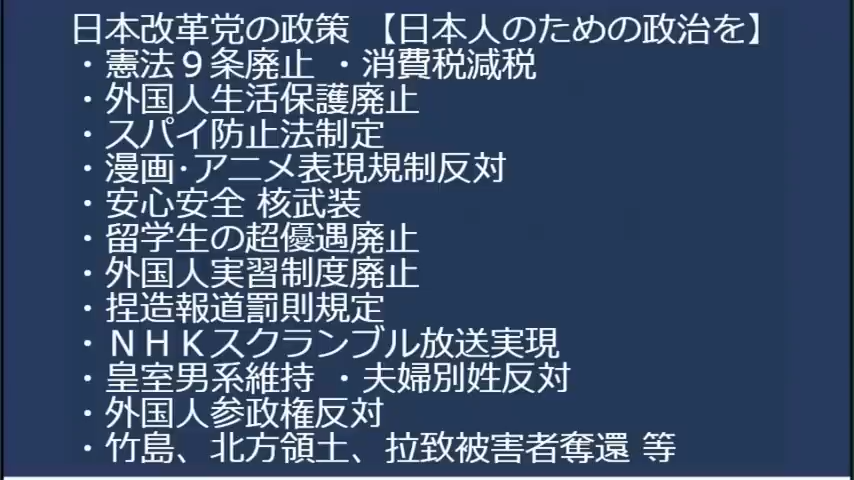 日本改革党の政策 【日本人のための政治を】
・憲法９条廃止 ・消費税減税
・外国人生活保護廃止
・スパイ防止法制定
・漫画･アニメ表現規制反対
・安心安全 核武装
・留学生の超優遇廃止
・外国人実習制度廃止
・捏造報道罰則規定
・ＮＨＫスクランブル放送実現
・皇室男系維持 ・夫婦別姓反対
・外国人参政権反対
・竹島、北方領土、拉致被害者奪還 等